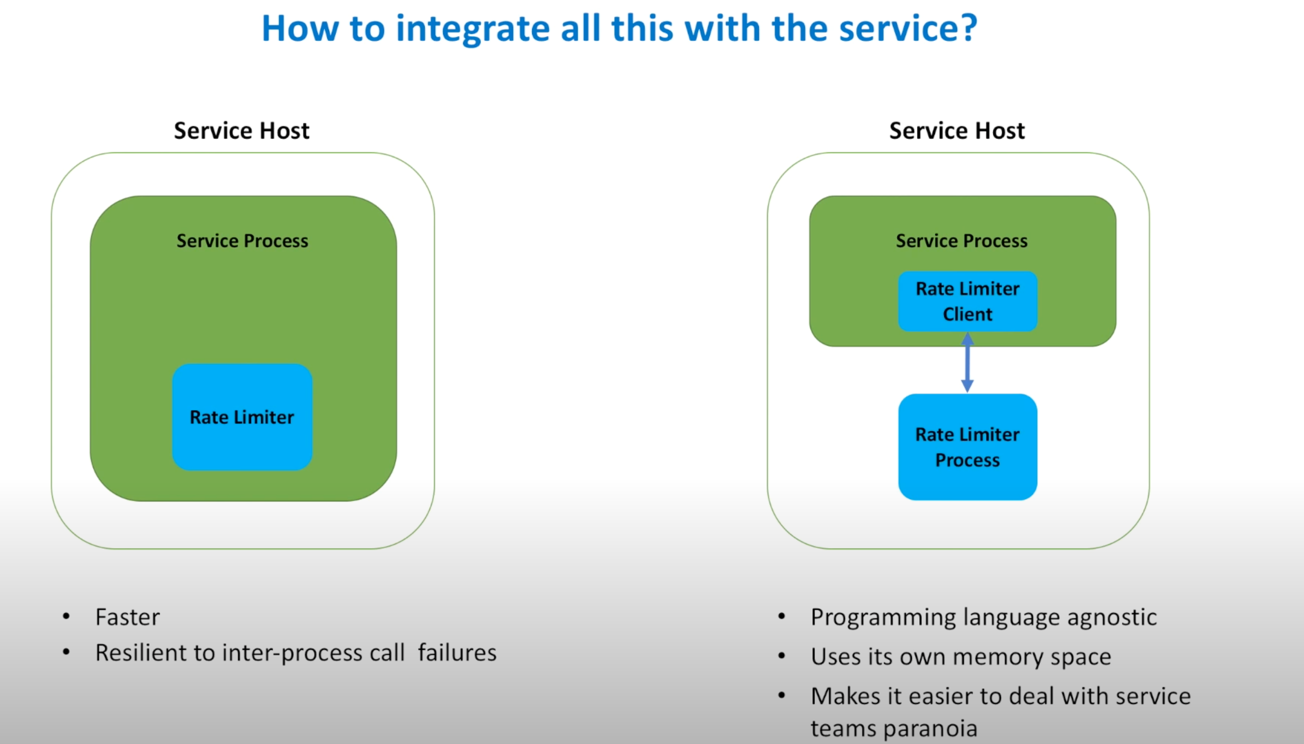 How to integrate all this with the service?
Service Host
Service Process
Rate Limiter
• Faster
• Resilient to inter-process call failures
Service Host
Service Process
Rate Limiter
Client
Rate Limiter
Process
• Programming language agnostic
• Uses its own memory space
• Makes it easier to deal with service
teams paranoia